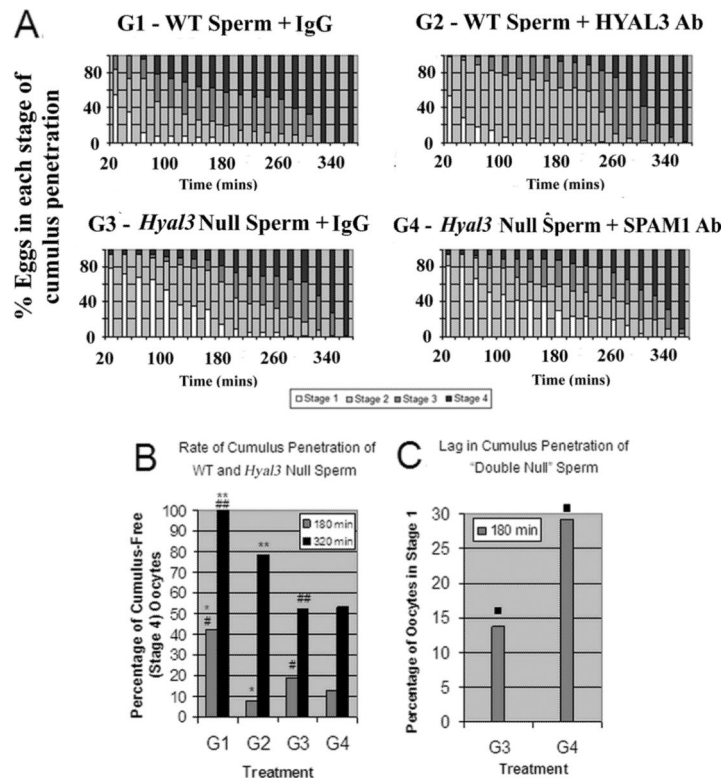 A
G1 - WT Sperm + IgG
G2 - WT Sperm + HYAL3 Ab
% Eggs in each stage of
cumulus penetration
80
40
0
20 100 180 260 340
Time (mins)
80
40
0
20 100 180 260 340
Time (mins)
G3 - Hyal3 Null Sperm + IgG
G4 - Hyal3 Null Sperm + SPAM1 Ab
80
40
0
20 100 180 260 340
Time (mins)
80
40
0
20 100 180 260 340
Time (mins)
Stage 1 Stage 2 Stage 3 Stage 4
B
Rate of Cumulus Penetration of
WT and Hyal3 Null Sperm
Percentage of Cumulus-Free
(Stage 4) Oocytes
100
90
80
70
60
50
40
30
20
10
0
180 min
320 min
**
##
*
#
**
*
##
#
G1 G2 G3 G4
Treatment
C
Lag in Cumulus Penetration of
"Double Null" Sperm
Percentage of Oocytes in Stage 1
30
25
20
15
10
5
0
180 min
G3 G4
Treatment